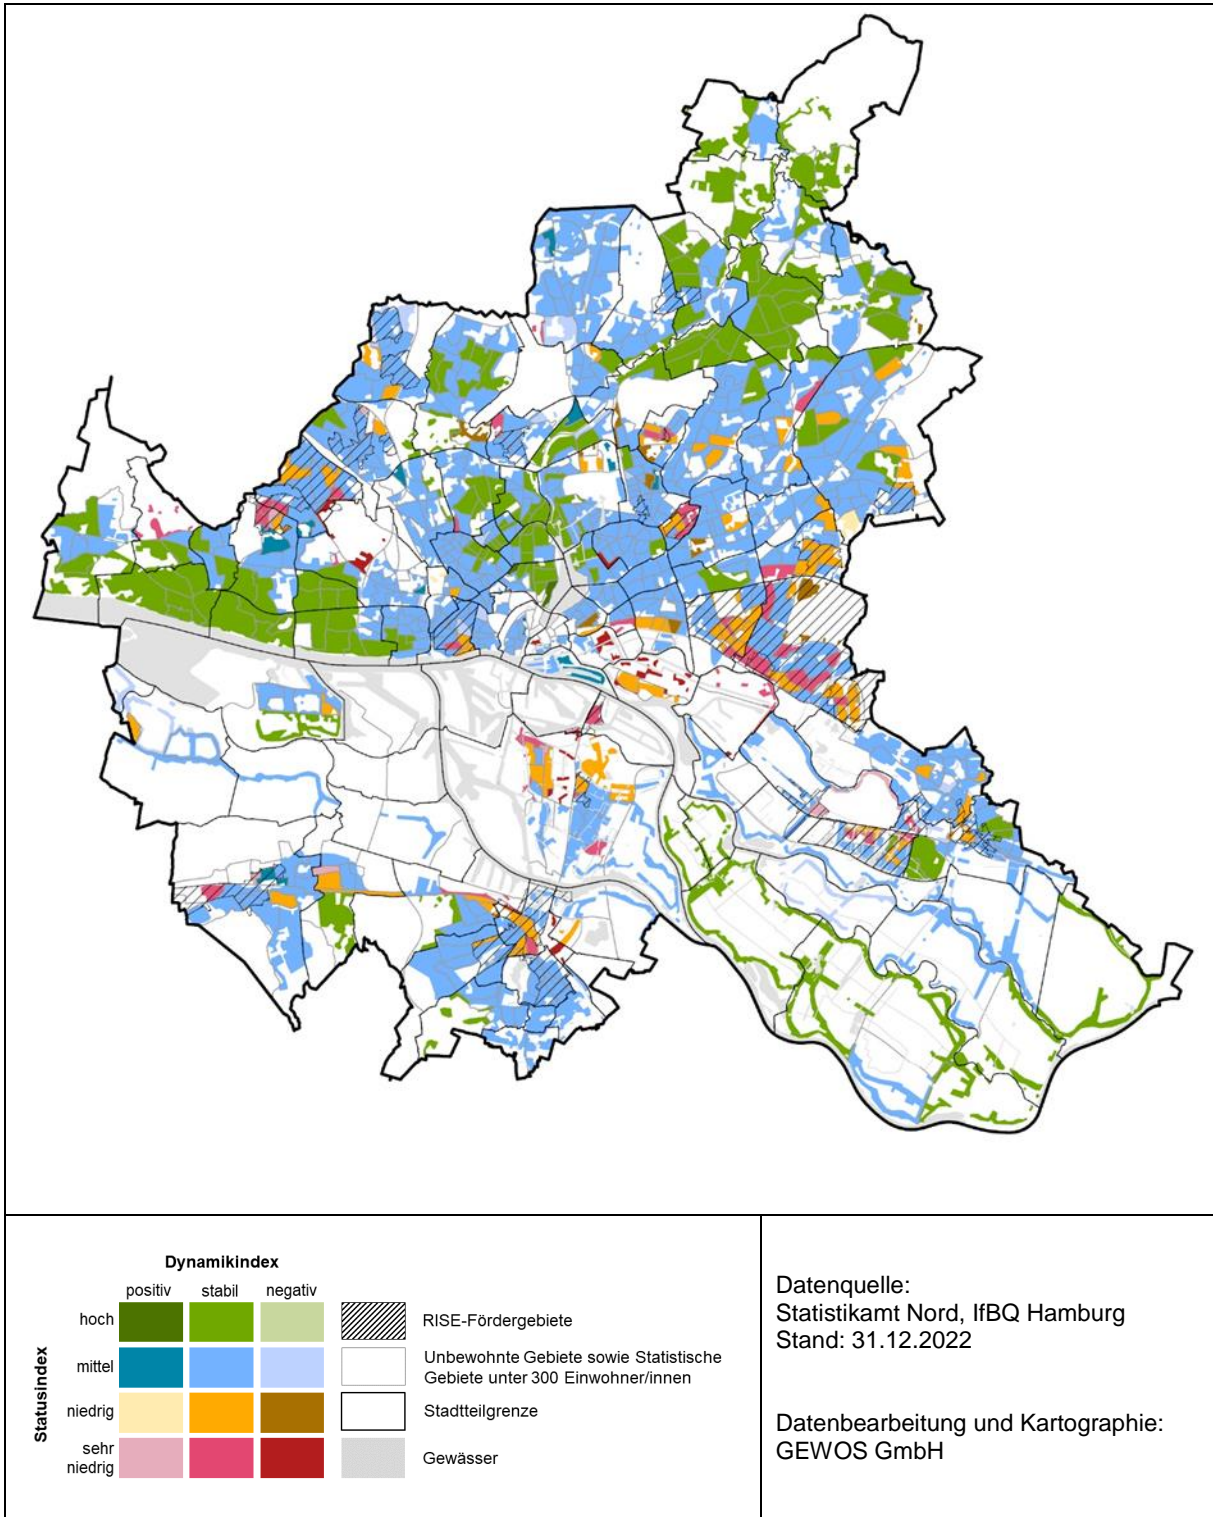 Dynamikindex
positiv
stabil
negativ
Statusindex
hoch
mittel
niedrig
sehr
niedrig
RISE-Fördergebiete
Unbewohnte Gebiete sowie Statistische
Gebiete unter 300 Einwohner/innen
Stadtteilgrenze
Gewässer
Datenquelle:
Statistikamt Nord, IfBQ Hamburg
Stand: 31.12.2022
Datenbearbeitung und Kartographie:
GEWOS GmbH